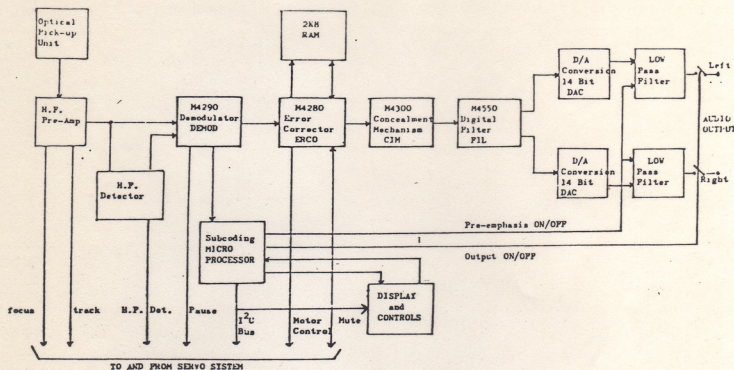 Optical
Pick-up
Unit
2K8
RAM
H.F.
Pre-Amp
M4290
Demodulator
DEMOD
M4280
Error
Corrector
ERCO
M4300
Concealment
Mechanism
CIM
M4550
Digital
Filter
FIL
D/A
Conversion
14 Bit
DAC
LOW
Pass
Filter
Left
AUDIO
OUTPUT
D/A
Conversion
14 Bit
DAC
LOW
Pass
Filter
Right
H.F.
Detector
Subcoding
MICRO
PROCESSOR
Pre-emphasis ON/OFF
Output ON/OFF
DISPLAY
and
CONTROLS
focus
track
H.F. Det.
Pause
I²C
Bus
Motor
Control
Mute
TO AND FROM SERVO SISTEM